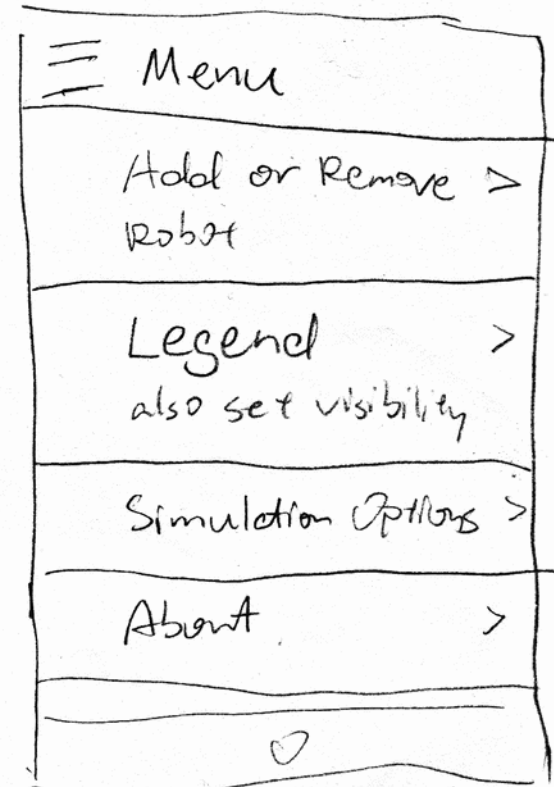 Menu
Add or Remove >
Robot
Legend >
also set visibility
Simulation Options >
About >